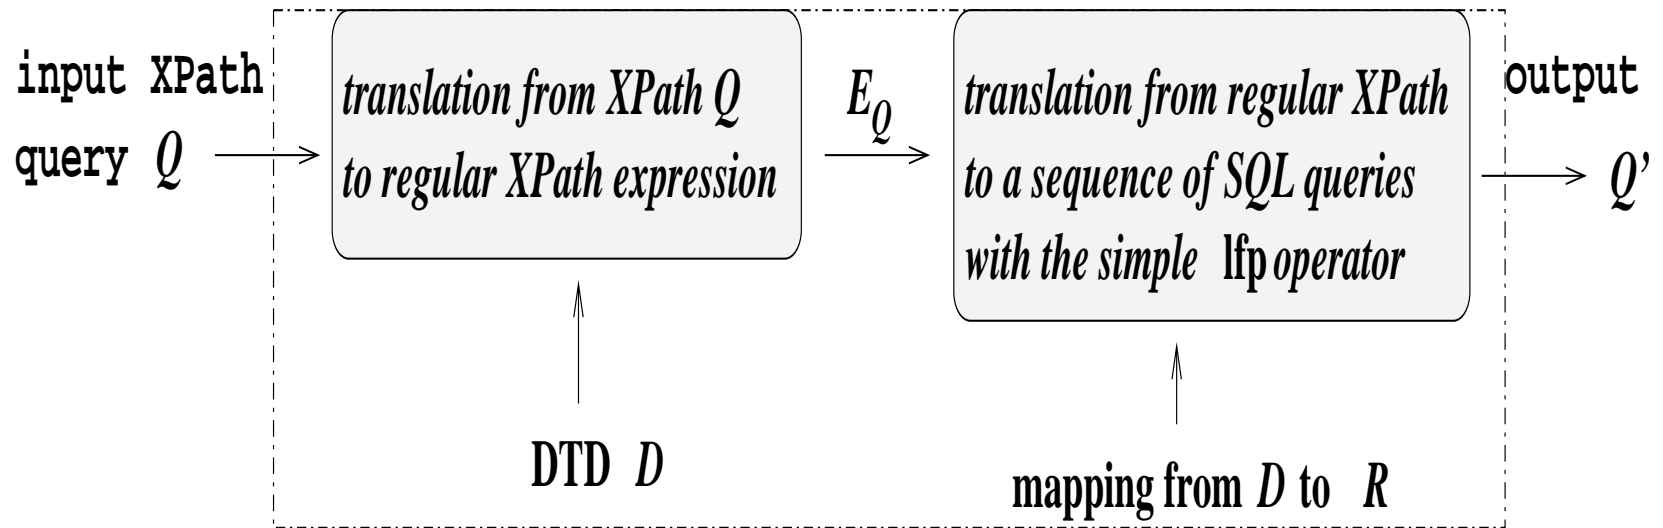 input XPath
query Q
translation from XPath Q
to regular XPath expression
E_Q
translation from regular XPath
to a sequence of SQL queries
with the simple lfp operator
output
Q’
DTD D
mapping from D to R